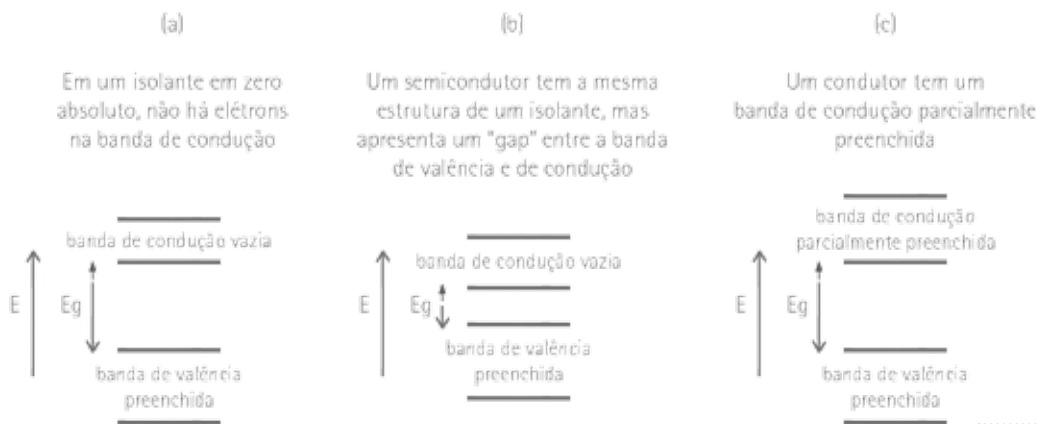 (a)
Em um isolante em zero
absoluto, não há elétrons
na banda de condução
banda de condução vazia
E
Eg
banda de valência
preenchida
(b)
Um semicondutor tem a mesma
estrutura de um isolante, mas
apresenta um "gap" entre a banda
de valência e de condução
banda de condução vazia
E
Eg
banda de valência
preenchida
(c)
Um condutor tem um
banda de condução parcialmente
preenchida
banda de condução
parcialmente preenchida
E
Eg
banda de valência
preenchida